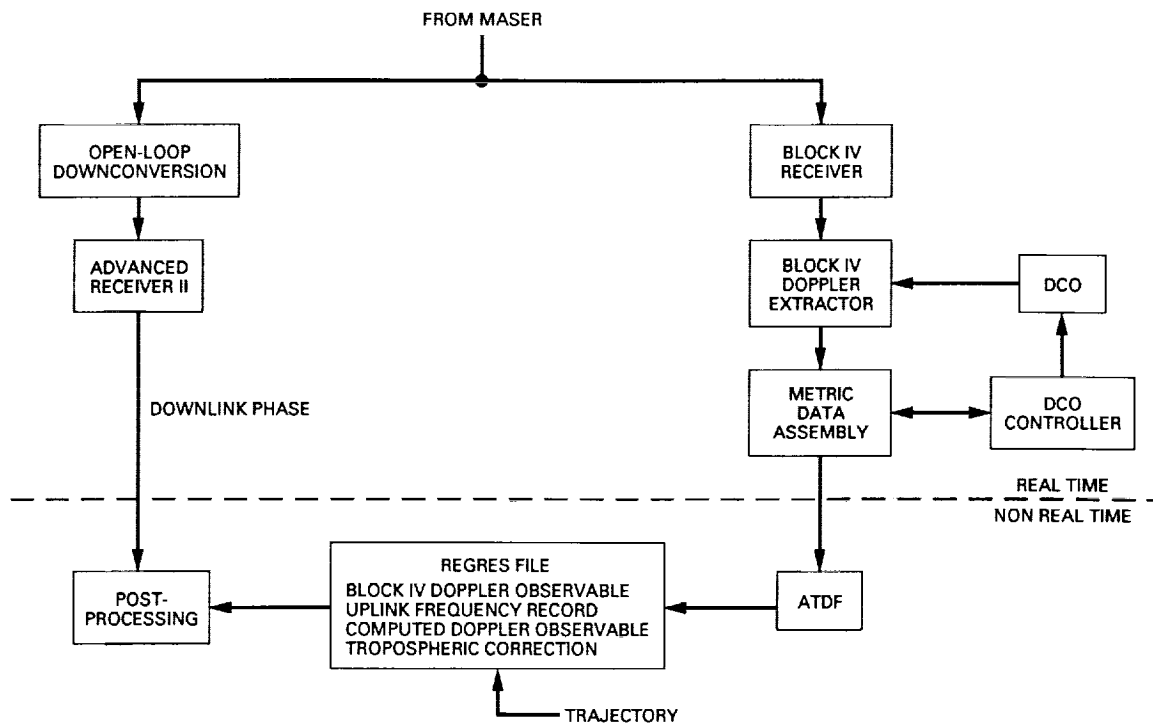 FROM MASER
OPEN-LOOP
DOWNCONVERSION
BLOCK IV
RECEIVER
ADVANCED
RECEIVER II
BLOCK IV
DOPPLER
EXTRACTOR
DCO
DOWNLINK PHASE
METRIC
DATA
ASSEMBLY
DCO
CONTROLLER
REAL TIME
NON REAL TIME
POST-
PROCESSING
REGRES FILE
BLOCK IV DOPPLER OBSERVABLE
UPLINK FREQUENCY RECORD
COMPUTED DOPPLER OBSERVABLE
TROPOSPHERIC CORRECTION
ATDF
TRAJECTORY